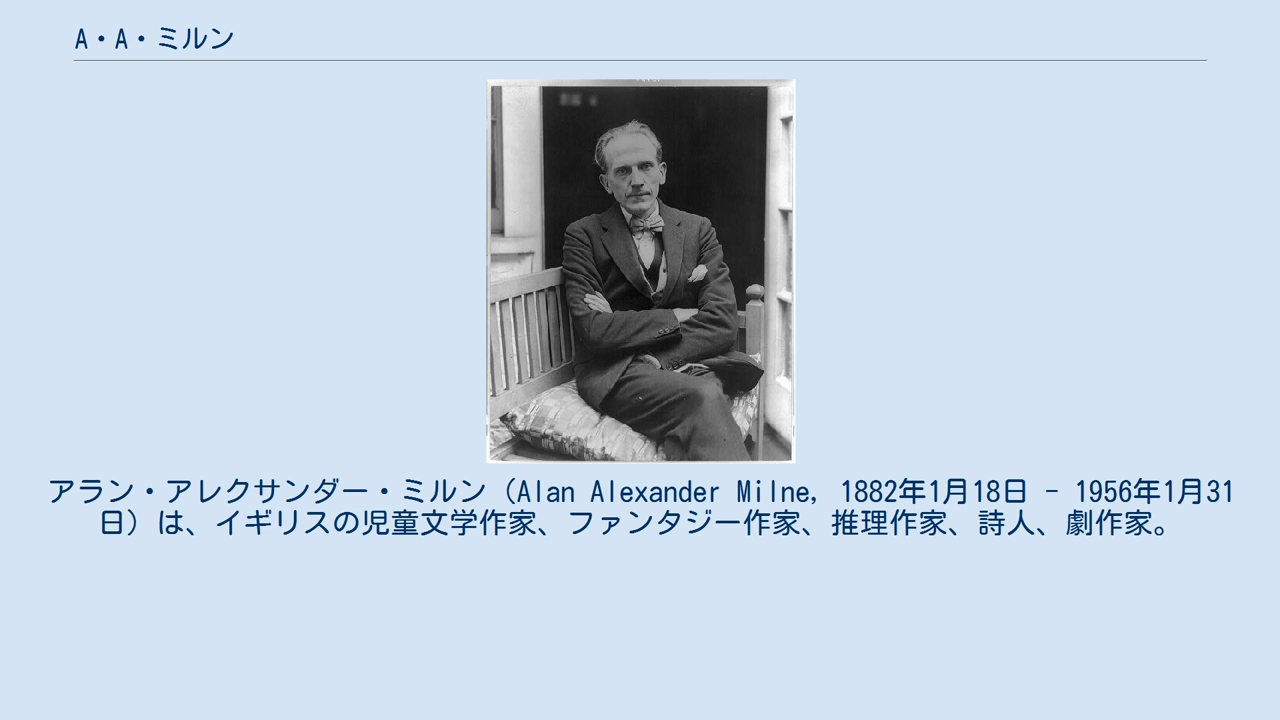 A・A・ミルン
アラン・アレクサンダー・ミルン（Alan Alexander Milne, 1882年1月18日 - 1956年1月31
日）は、イギリスの児童文学作家、ファンタジー作家、推理作家、詩人、劇作家。